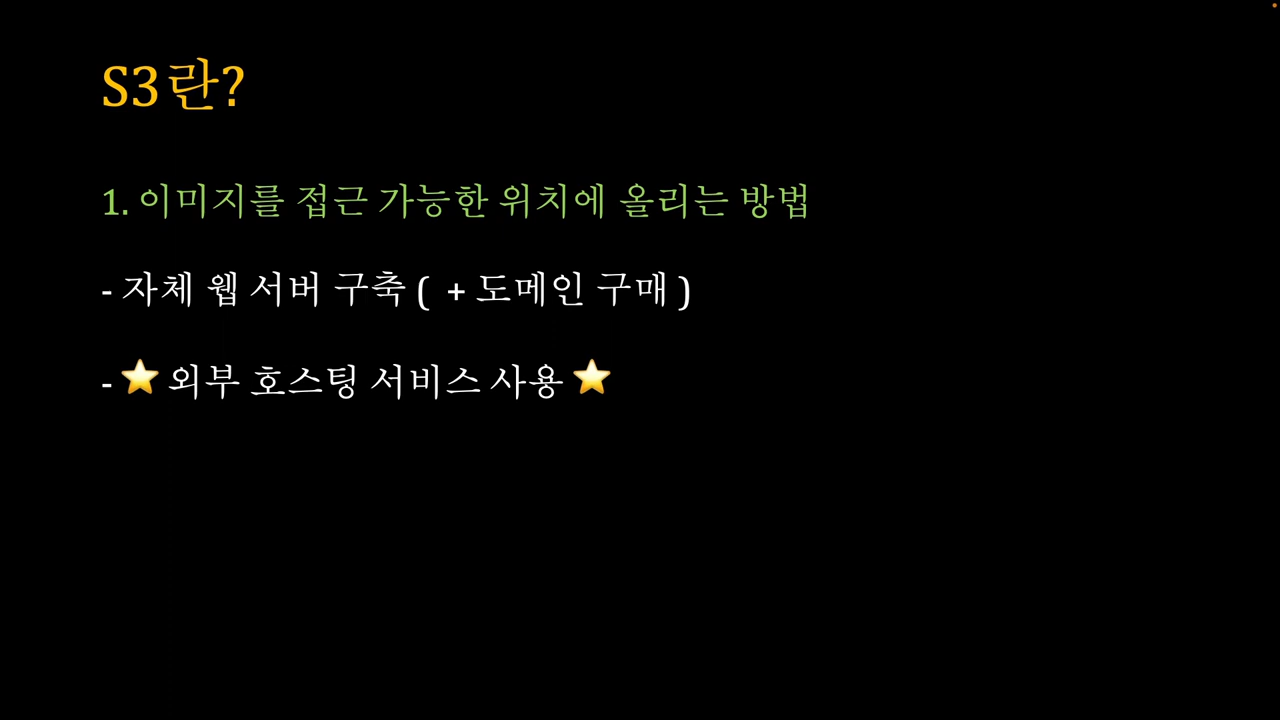 S3란?
1. 이미지를 접근 가능한 위치에 올리는 방법
- 자체 웹 서버 구축 ( + 도메인 구매 )
- ⭐ 외부 호스팅 서비스 사용 ⭐